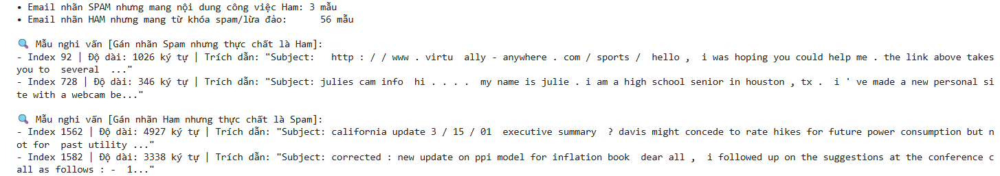 • Email nhãn SPAM nhưng mang nội dung công việc Ham: 3 mẫu
• Email nhãn HAM nhưng mang từ khóa spam/lừa đảo: 56 mẫu
🔍 Mẫu nghi vấn [Gán nhãn Spam nhưng thực chất là Ham]:
- Index 92 | Độ dài: 1026 ký tự | Trích dẫn: "Subject:   http : / / www . virtu  ally - anywhere . com / sports /  hello ,  i was hoping you could help me . the link above takes
you to  several  ..."
- Index 728 | Độ dài: 346 ký tự | Trích dẫn: "Subject: julies cam info  hi . . . .  my name is julie . i am a high school senior in houston , tx .  i ' ve made a new personal si
te with a webcam be..."
🔍 Mẫu nghi vấn [Gán nhãn Ham nhưng thực chất là Spam]:
- Index 1562 | Độ dài: 4927 ký tự | Trích dẫn: "Subject: california update 3 / 15 / 01  executive summary  ? davis might concede to rate hikes for future power consumption but n
ot for  past utility ..."
- Index 1582 | Độ dài: 3338 ký tự | Trích dẫn: "Subject: corrected : new update on ppi model for inflation book  dear all ,  i followed up on the suggestions at the conference c
all as follows : -  1..."